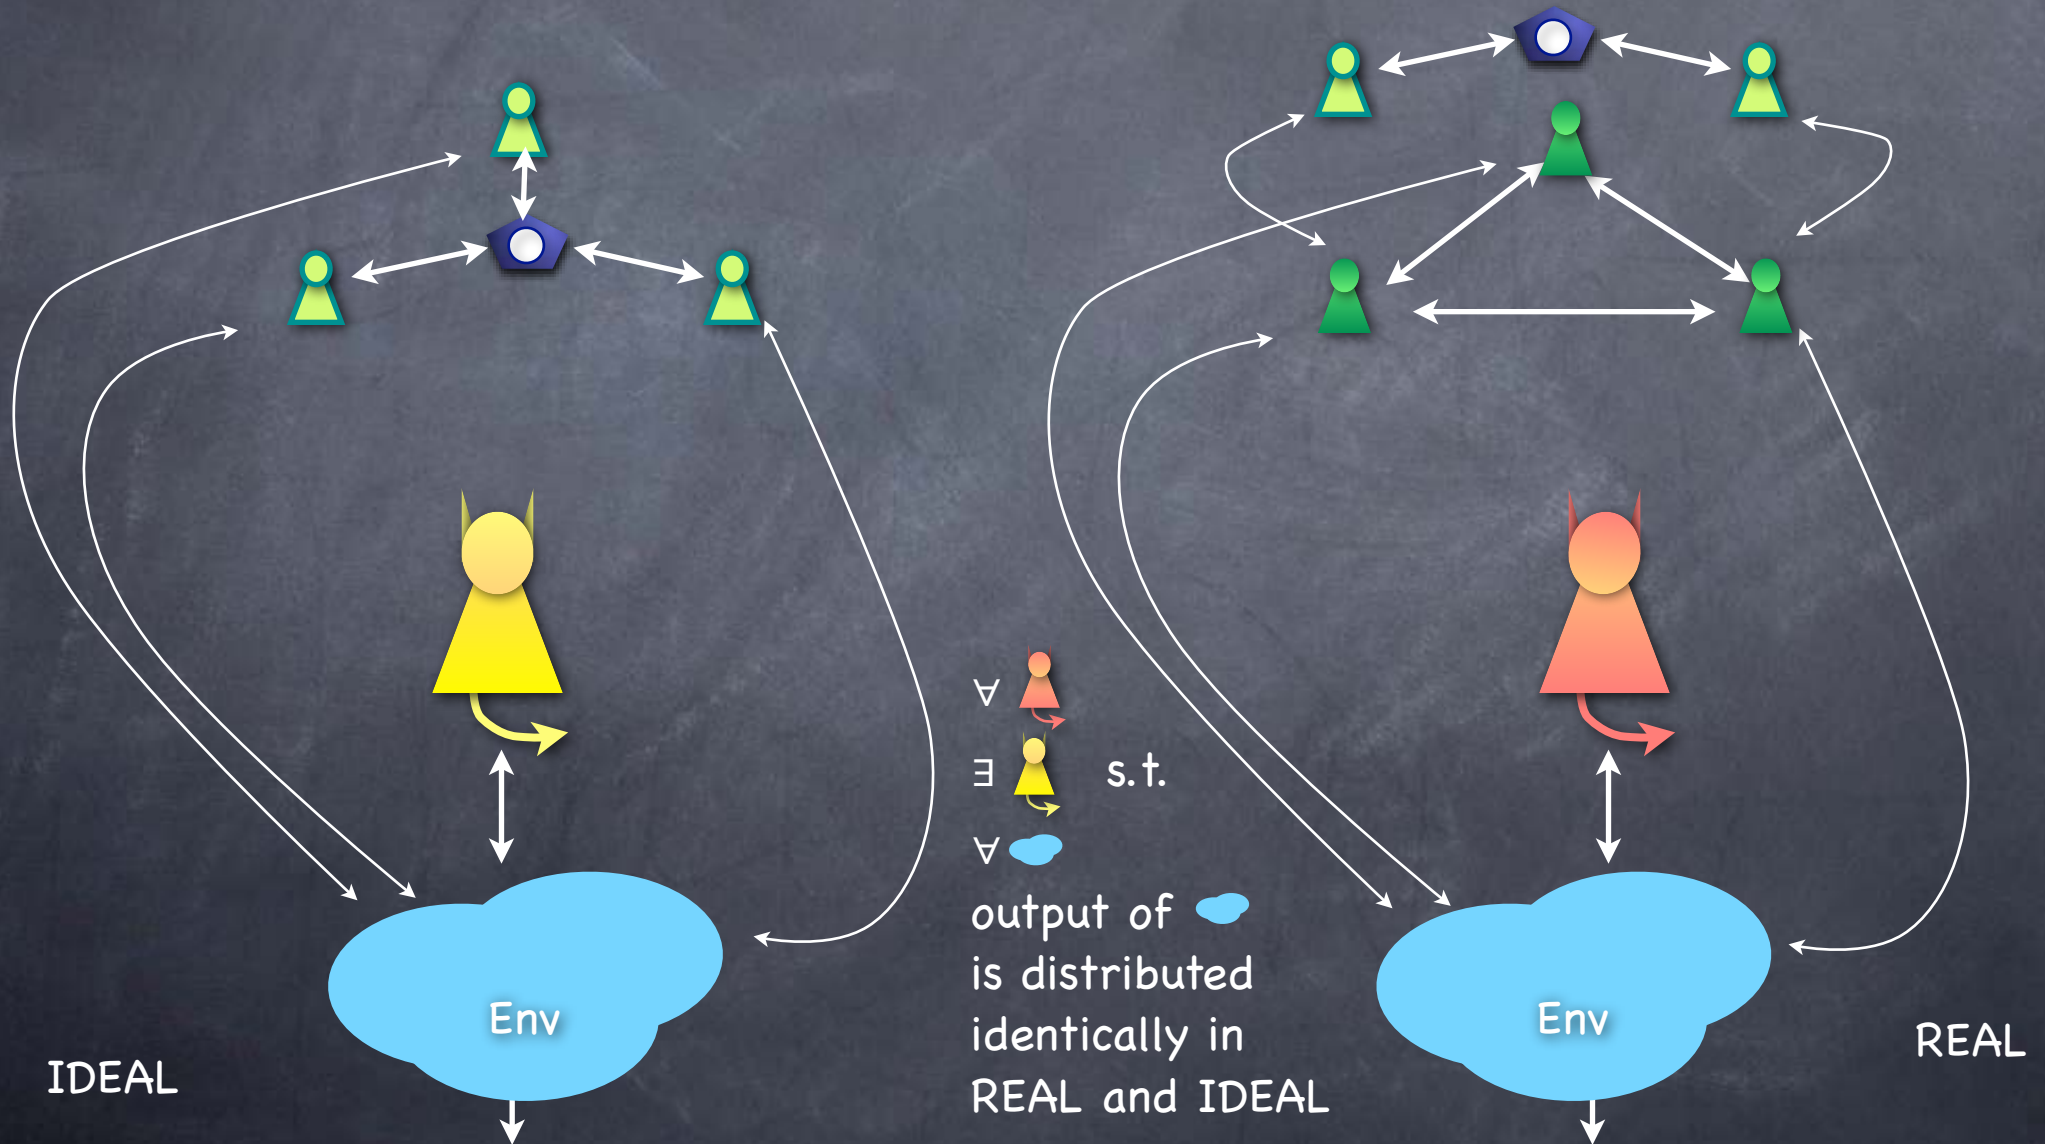 ∀
∃ s.t.
∀
output of
is distributed
identically in
REAL and IDEAL
Env
IDEAL
Env
REAL